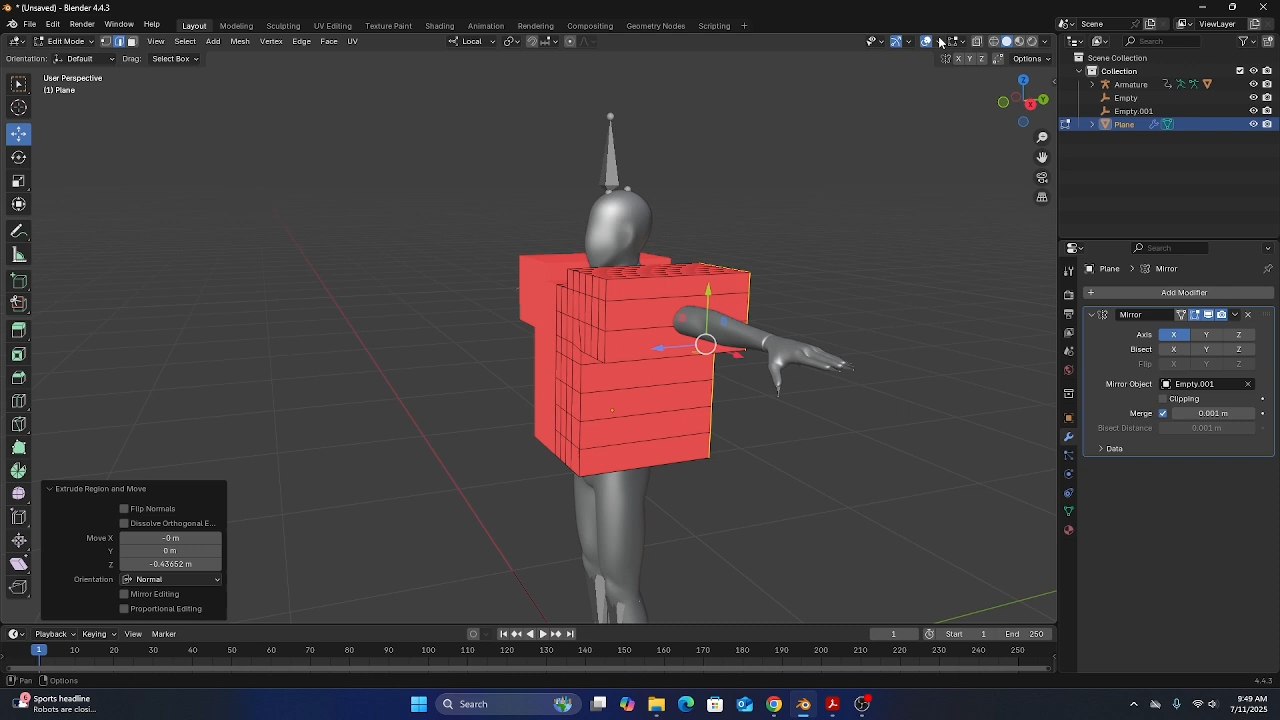 * (Unsaved) - Blender 4.4.3
File Edit Render Window Help
Layout Modeling Sculpting UV Editing Texture Paint Shading Animation Rendering Compositing Geometry Nodes Scripting +
Scene
ViewLayer
Edit Mode View Select Add Mesh Vertex Edge Face UV
Local
Search
Orientation: Default Drag: Select Box
X Y Z Options
User Perspective
(1) Plane
Scene Collection
Collection
Armature
Empty
Empty.001
Plane
Z
Y
X
Search
Plane > Mirror
+ Add Modifier
Mirror
Axis X Y Z
Bisect X Y Z
Flip X Y Z
Mirror Object Empty.001
Clipping
Merge 0.001 m
Bisect Distance 0.001 m
Data
Extrude Region and Move
Flip Normals
Dissolve Orthogonal E...
Move X -0 m
Y 0 m
Z -0.43652 m
Orientation Normal
Mirror Editing
Proportional Editing
Playback Keying View Marker
1 Start 1 End 250
1 10 20 30 40 50 60 70 80 90 100 110 120 130 140 150 160 170 180 190 200 210 220 230 240 250
Pan Options
4.4.3
6 Sports headline
Robots are closi...
Search
9:49 AM
7/11/2025